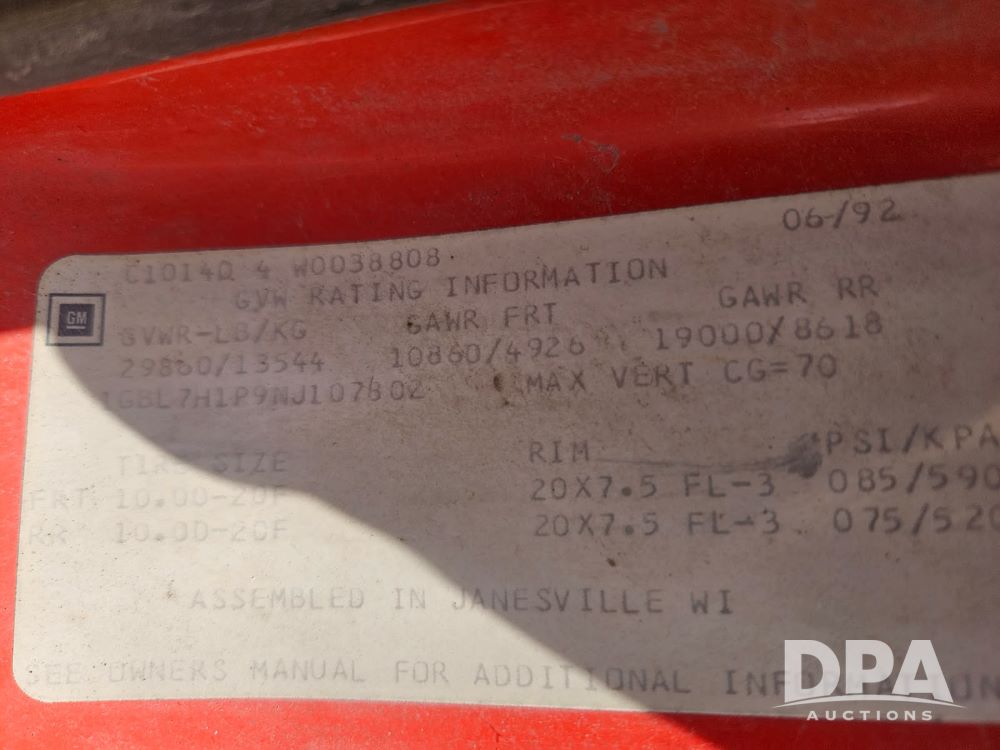 06/92
C10140 4 W0038808
GVW RATING INFORMATION
GM
GVWR-LB/KG GAWR FRT GAWR RR
29860/13544 10860/4926 19000/8618
1GBL7H1P9NJ107802 MAX VERT CG=70
TIRE SIZE RIM PSI/KPA
FRT 10.00-20F 20X7.5 FL-3 085/590
RR 10.00-20F 20X7.5 FL-3 075/520
ASSEMBLED IN JANESVILLE WI
SEE OWNERS MANUAL FOR ADDITIONAL INFORMATION
DPA
AUCTIONS